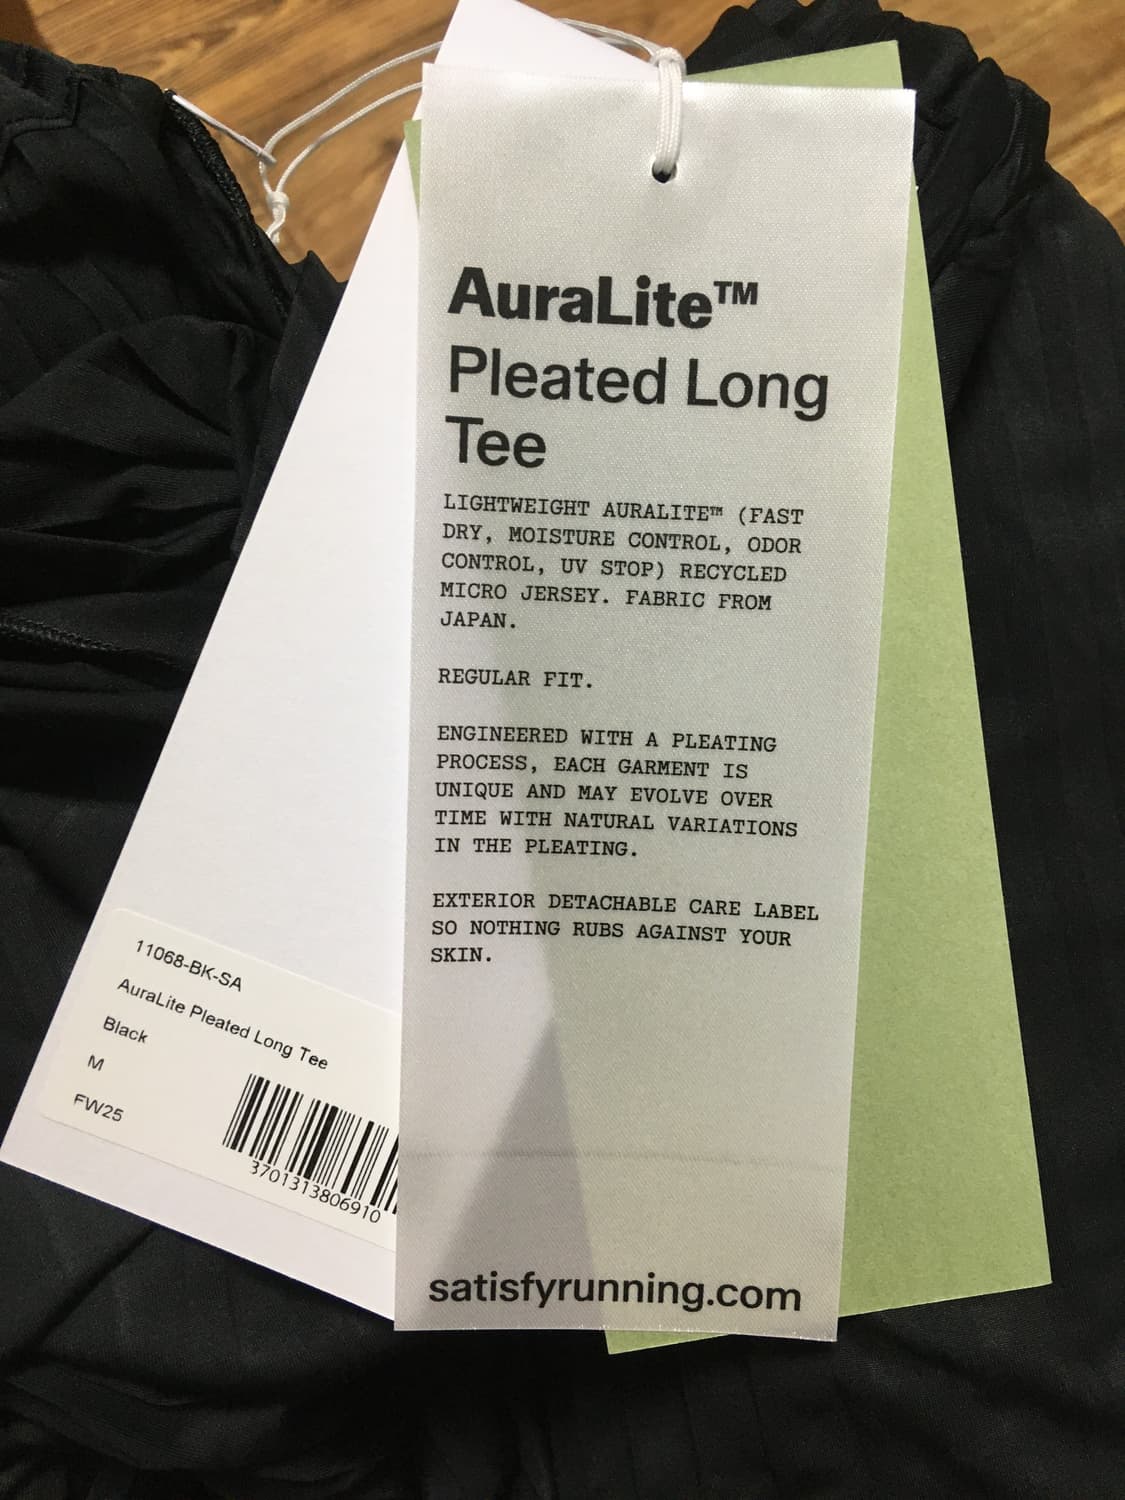 AuraLite™
Pleated Long
Tee
LIGHTWEIGHT AURALITE™ (FAST
DRY, MOISTURE CONTROL, ODOR
CONTROL, UV STOP) RECYCLED
MICRO JERSEY. FABRIC FROM
JAPAN.
REGULAR FIT.
ENGINEERED WITH A PLEATING
PROCESS, EACH GARMENT IS
UNIQUE AND MAY EVOLVE OVER
TIME WITH NATURAL VARIATIONS
IN THE PLEATING.
EXTERIOR DETACHABLE CARE LABEL
SO NOTHING RUBS AGAINST YOUR
SKIN.
satisfyrunning.com
11068-BK-SA
AuraLite Pleated Long Tee
Black
M
FW25
3701313806910